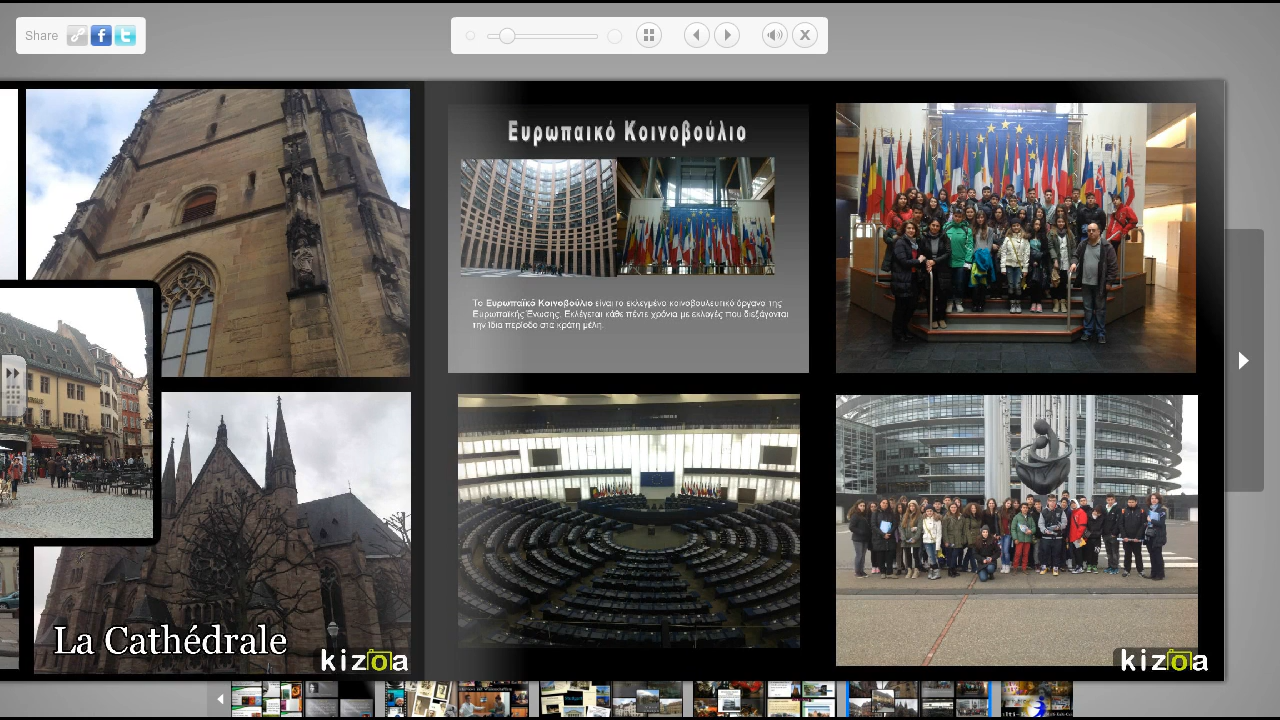 Share
Ευρωπαικό Κοινοβούλιο
Το Ευρωπαϊκό Κοινοβούλιο είναι το εκλεγμένο κοινοβουλευτικό όργανο της
Ευρωπαϊκής Ένωσης. Εκλέγεται κάθε πέντε χρόνια με εκλογές που διεξάγονται
την ίδια περίοδο στα κράτη μέλη.
La Cathédrale
kizoa
kizoa